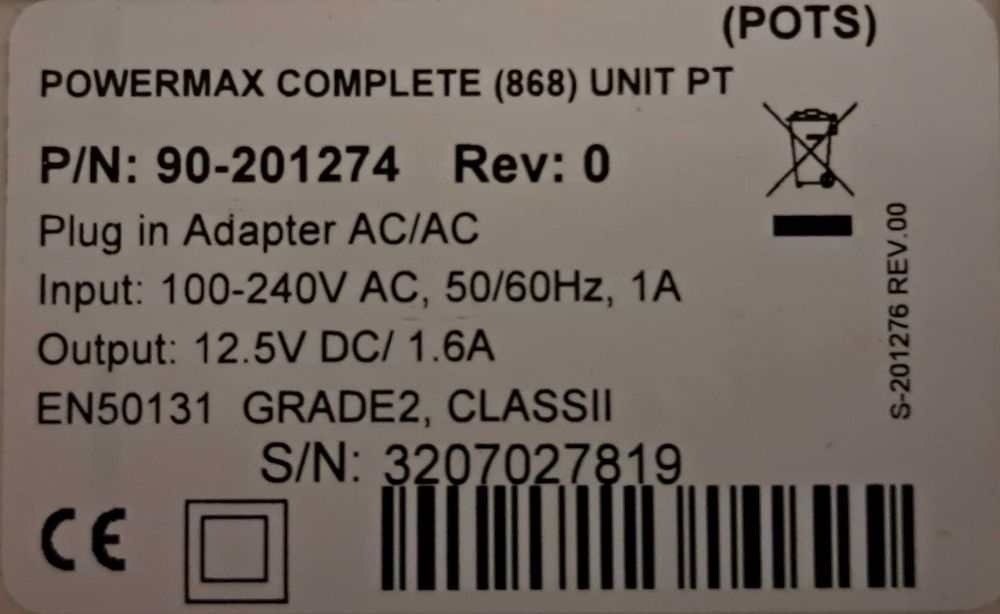 (POTS)
POWERMAX COMPLETE (868) UNIT PT
P/N: 90-201274 Rev: 0
Plug in Adapter AC/AC
Input: 100-240V AC, 50/60Hz, 1A
Output: 12.5V DC/ 1.6A
EN50131 GRADE2, CLASSII
S/N: 3207027819
CE
S-201276 REV.00